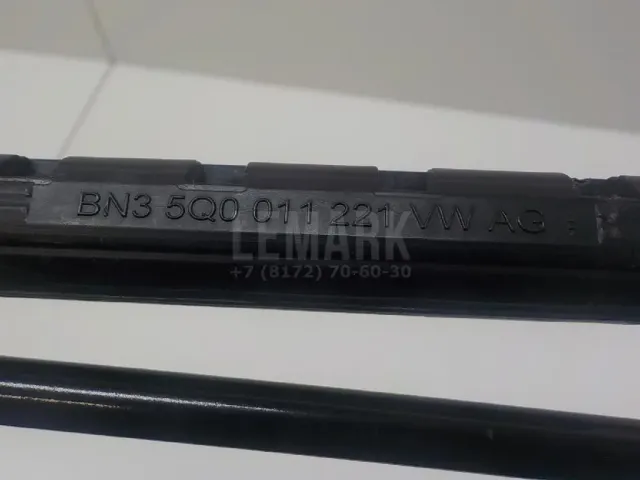 BN3 5Q0 011 221 VW AG
LEMARK
+7 (8172) 70-60-30